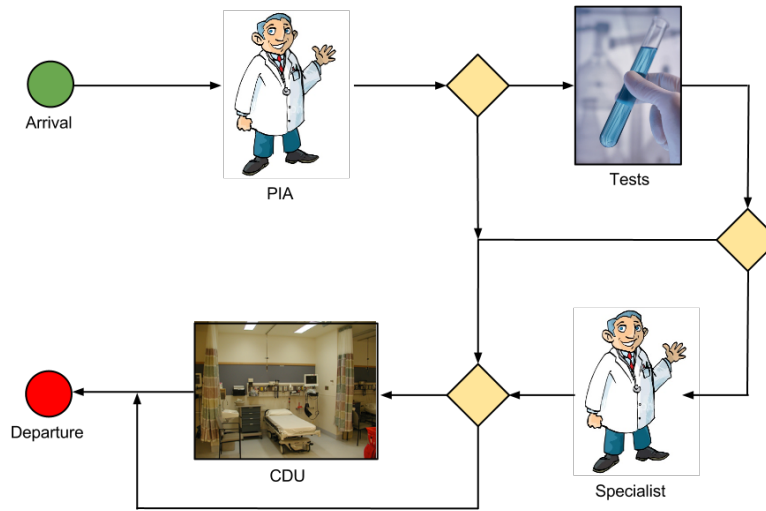 Arrival
PIA
Tests
Departure
CDU
Specialist